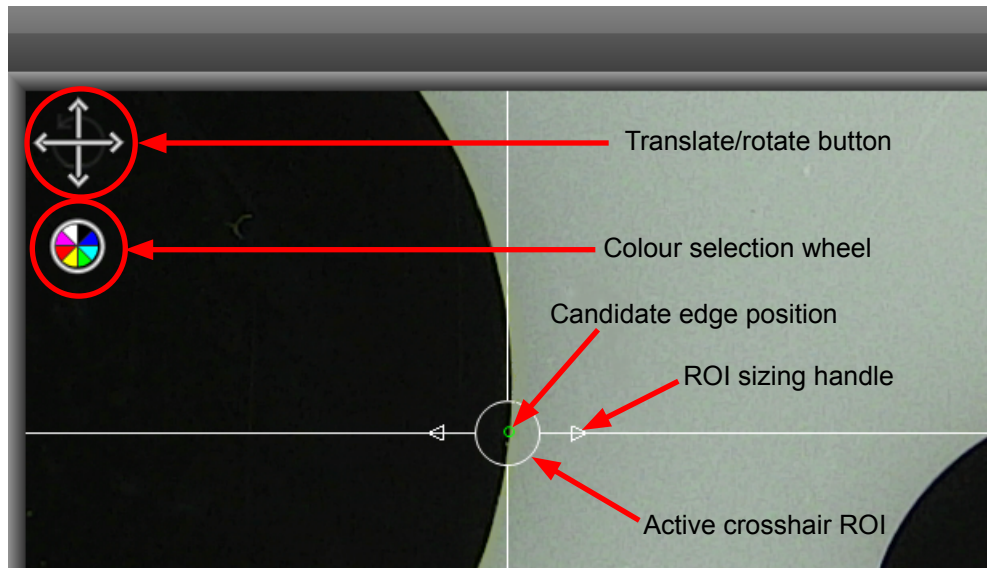 Translate/rotate button
Colour selection wheel
Candidate edge position
ROI sizing handle
Active crosshair ROI